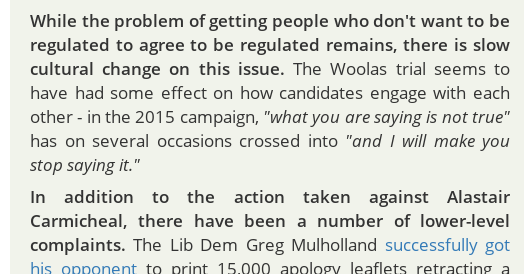 While the problem of getting people who don't want to be
regulated to agree to be regulated remains, there is slow
cultural change on this issue. The Woolas trial seems to
have had some effect on how candidates engage with each
other - in the 2015 campaign, "what you are saying is not true"
has on several occasions crossed into "and I will make you
stop saying it."
In addition to the action taken against Alastair
Carmicheal, there have been a number of lower-level
complaints. The Lib Dem Greg Mulholland successfully got
his opponent to print 15,000 apology leaflets retracting a